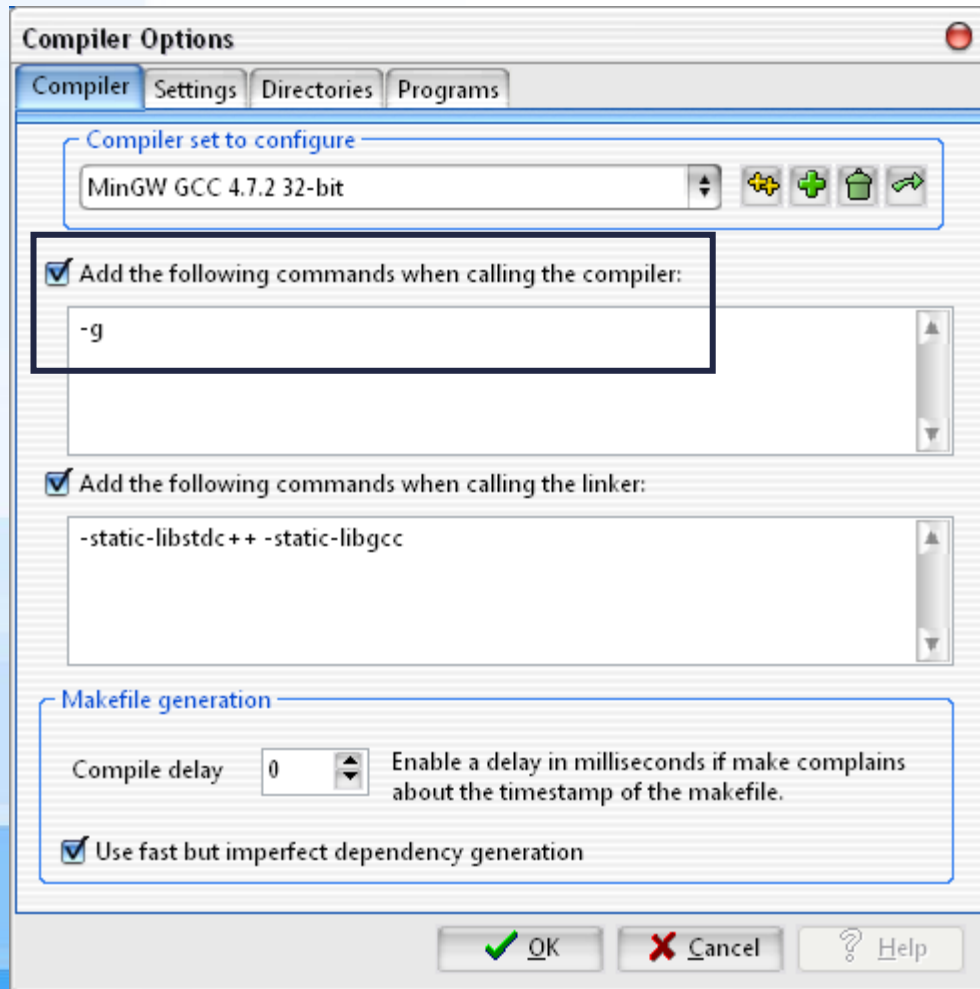 Compiler Options
Compiler Settings Directories Programs
Compiler set to configure
MinGW GCC 4.7.2 32-bit
Add the following commands when calling the compiler:
-g
Add the following commands when calling the linker:
-static-libstdc++ -static-libgcc
Makefile generation
Compile delay 0 Enable a delay in milliseconds if make complains
about the timestamp of the makefile.
Use fast but imperfect dependency generation
OK Cancel ? Help